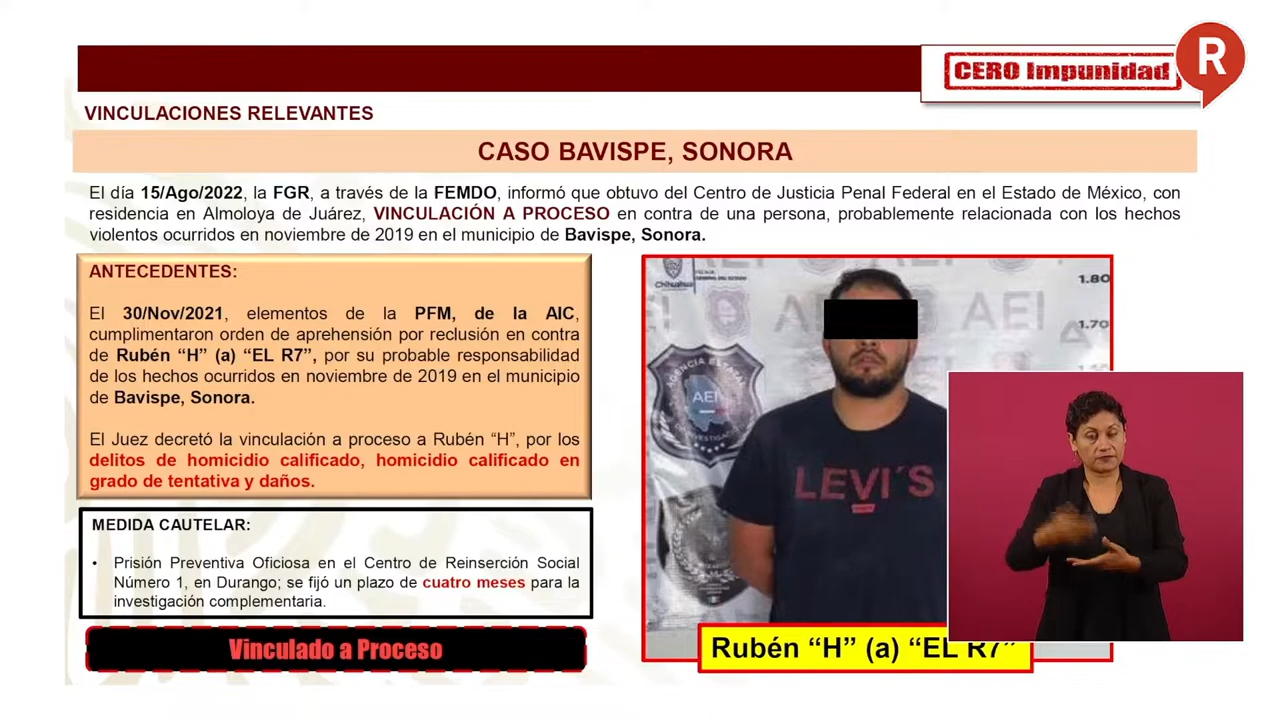 CERO Impunidad
R
VINCULACIONES RELEVANTES
CASO BAVISPE, SONORA
El día 15/Ago/2022, la FGR, a través de la FEMDO, informó que obtuvo del Centro de Justicia Penal Federal en el Estado de México, con
residencia en Almoloya de Juárez, VINCULACIÓN A PROCESO en contra de una persona, probablemente relacionada con los hechos
violentos ocurridos en noviembre de 2019 en el municipio de Bavispe, Sonora.
ANTECEDENTES:
El 30/Nov/2021, elementos de la PFM, de la AIC,
cumplimentaron orden de aprehensión por reclusión en contra
de Rubén “H” (a) “EL R7”, por su probable responsabilidad
de los hechos ocurridos en noviembre de 2019 en el municipio
de Bavispe, Sonora.
El Juez decretó la vinculación a proceso a Rubén “H”, por los
delitos de homicidio calificado, homicidio calificado en
grado de tentativa y daños.
MEDIDA CAUTELAR:
• Prisión Preventiva Oficiosa en el Centro de Reinserción Social
Número 1, en Durango; se fijó un plazo de cuatro meses para la
investigación complementaria.
Vinculado a Proceso
Chihuahua
AEI
1.80
1.70
AGENCIA ESTATAL
AEI
LEVI´S
Rubén “H” (a) “EL R7”